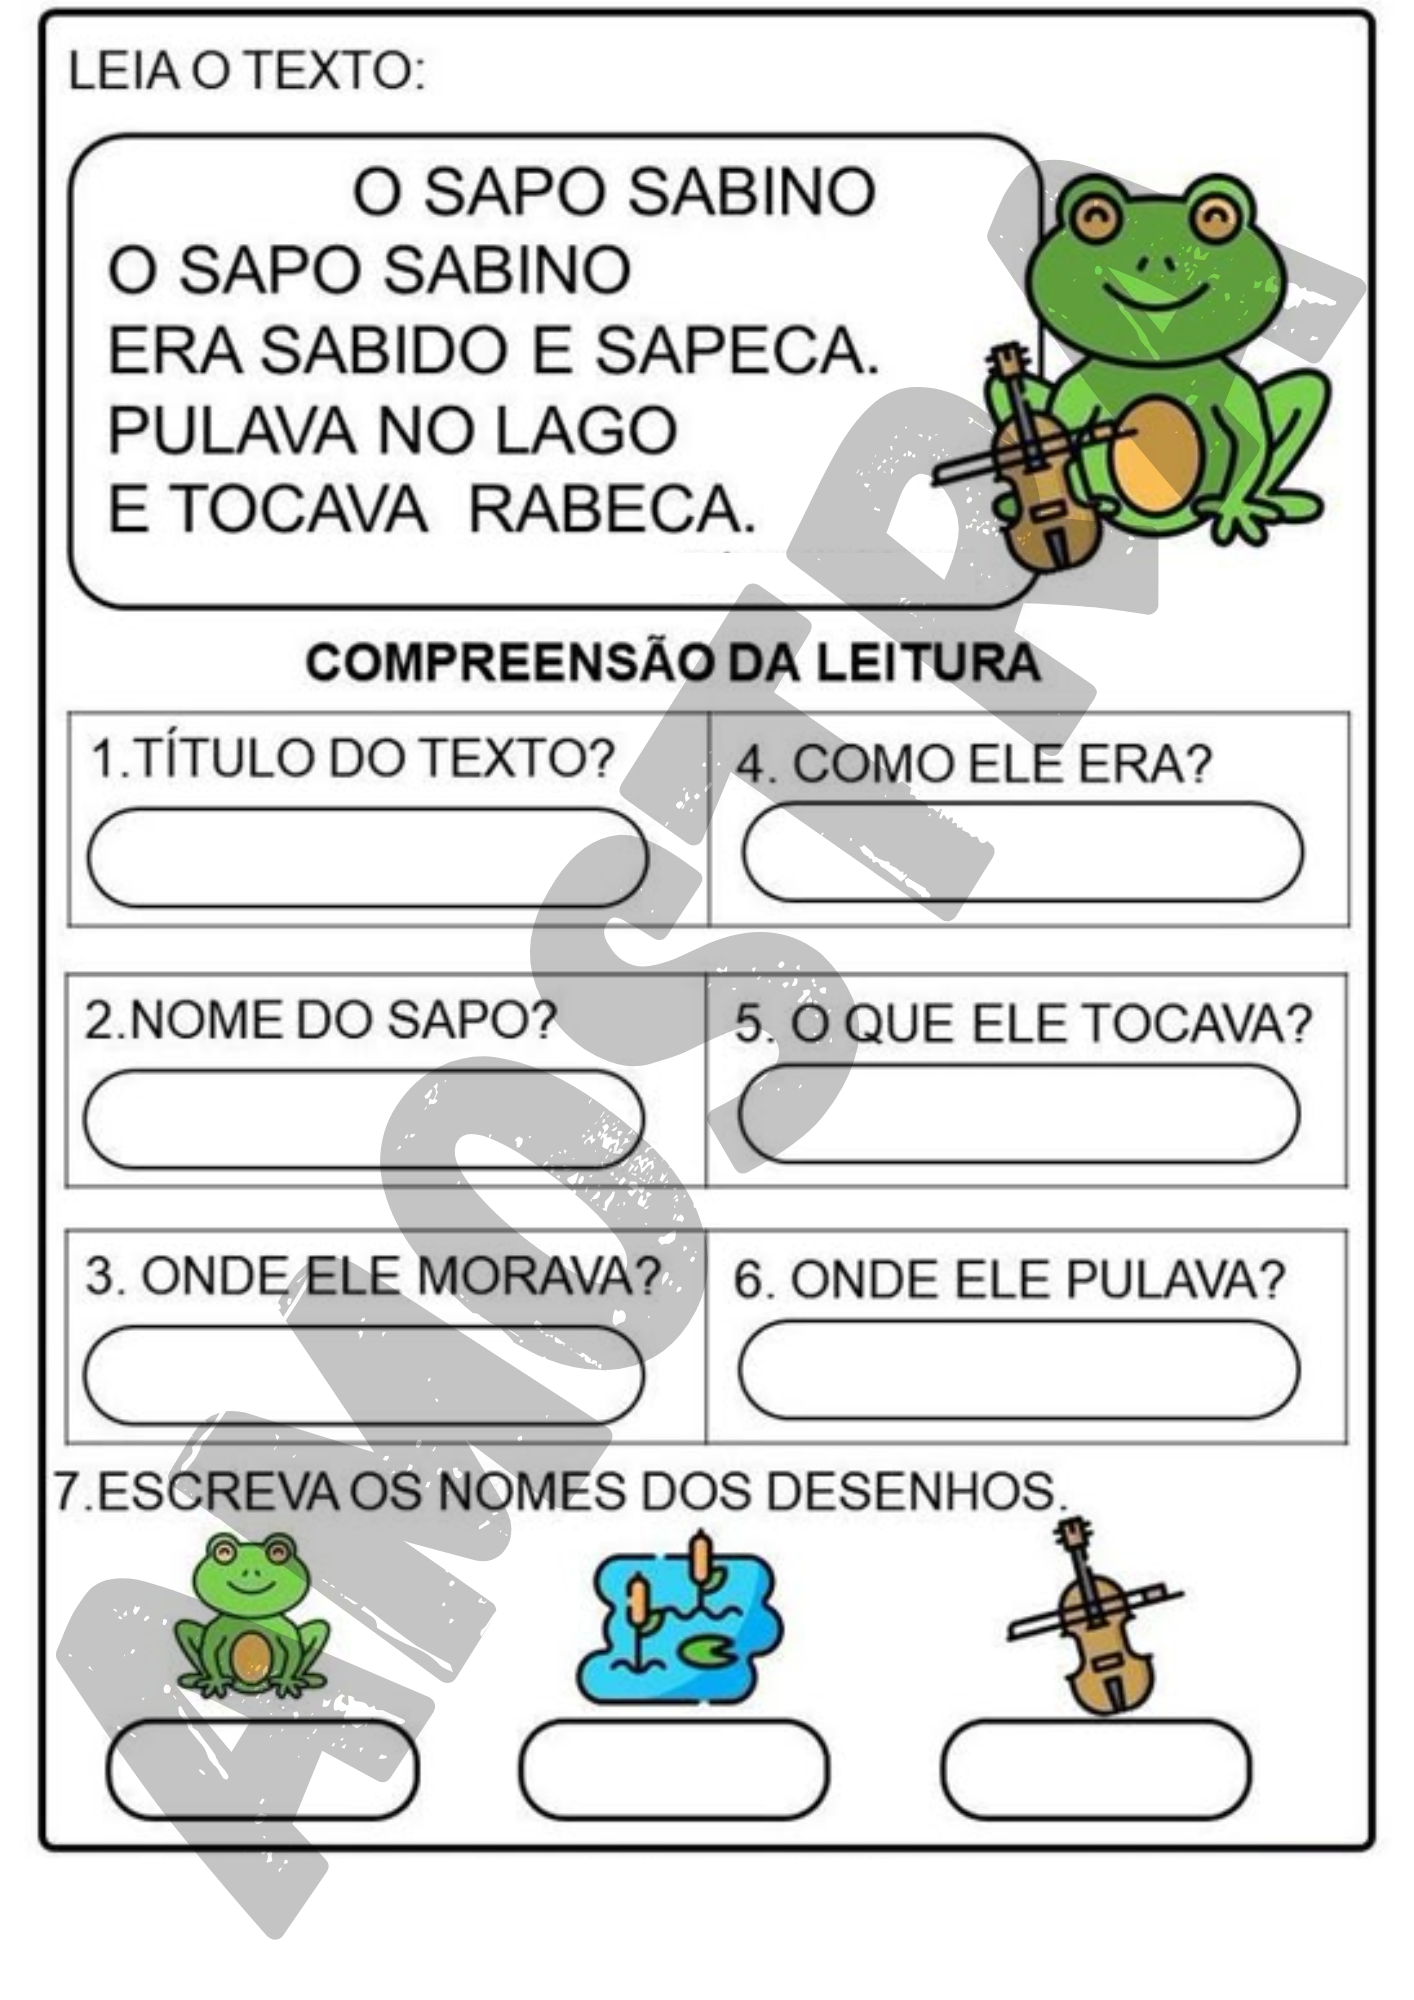 LEIA O TEXTO:
O SAPO SABINO
O SAPO SABINO
ERA SABIDO E SAPECA.
PULAVA NO LAGO
E TOCAVA RABECA.
COMPREENSÃO DA LEITURA
1.TÍTULO DO TEXTO?
4. COMO ELE ERA?
2.NOME DO SAPO?
5. O QUE ELE TOCAVA?
3. ONDE ELE MORAVA?
6. ONDE ELE PULAVA?
7.ESCREVA OS NOMES DOS DESENHOS.
AMOSTRA